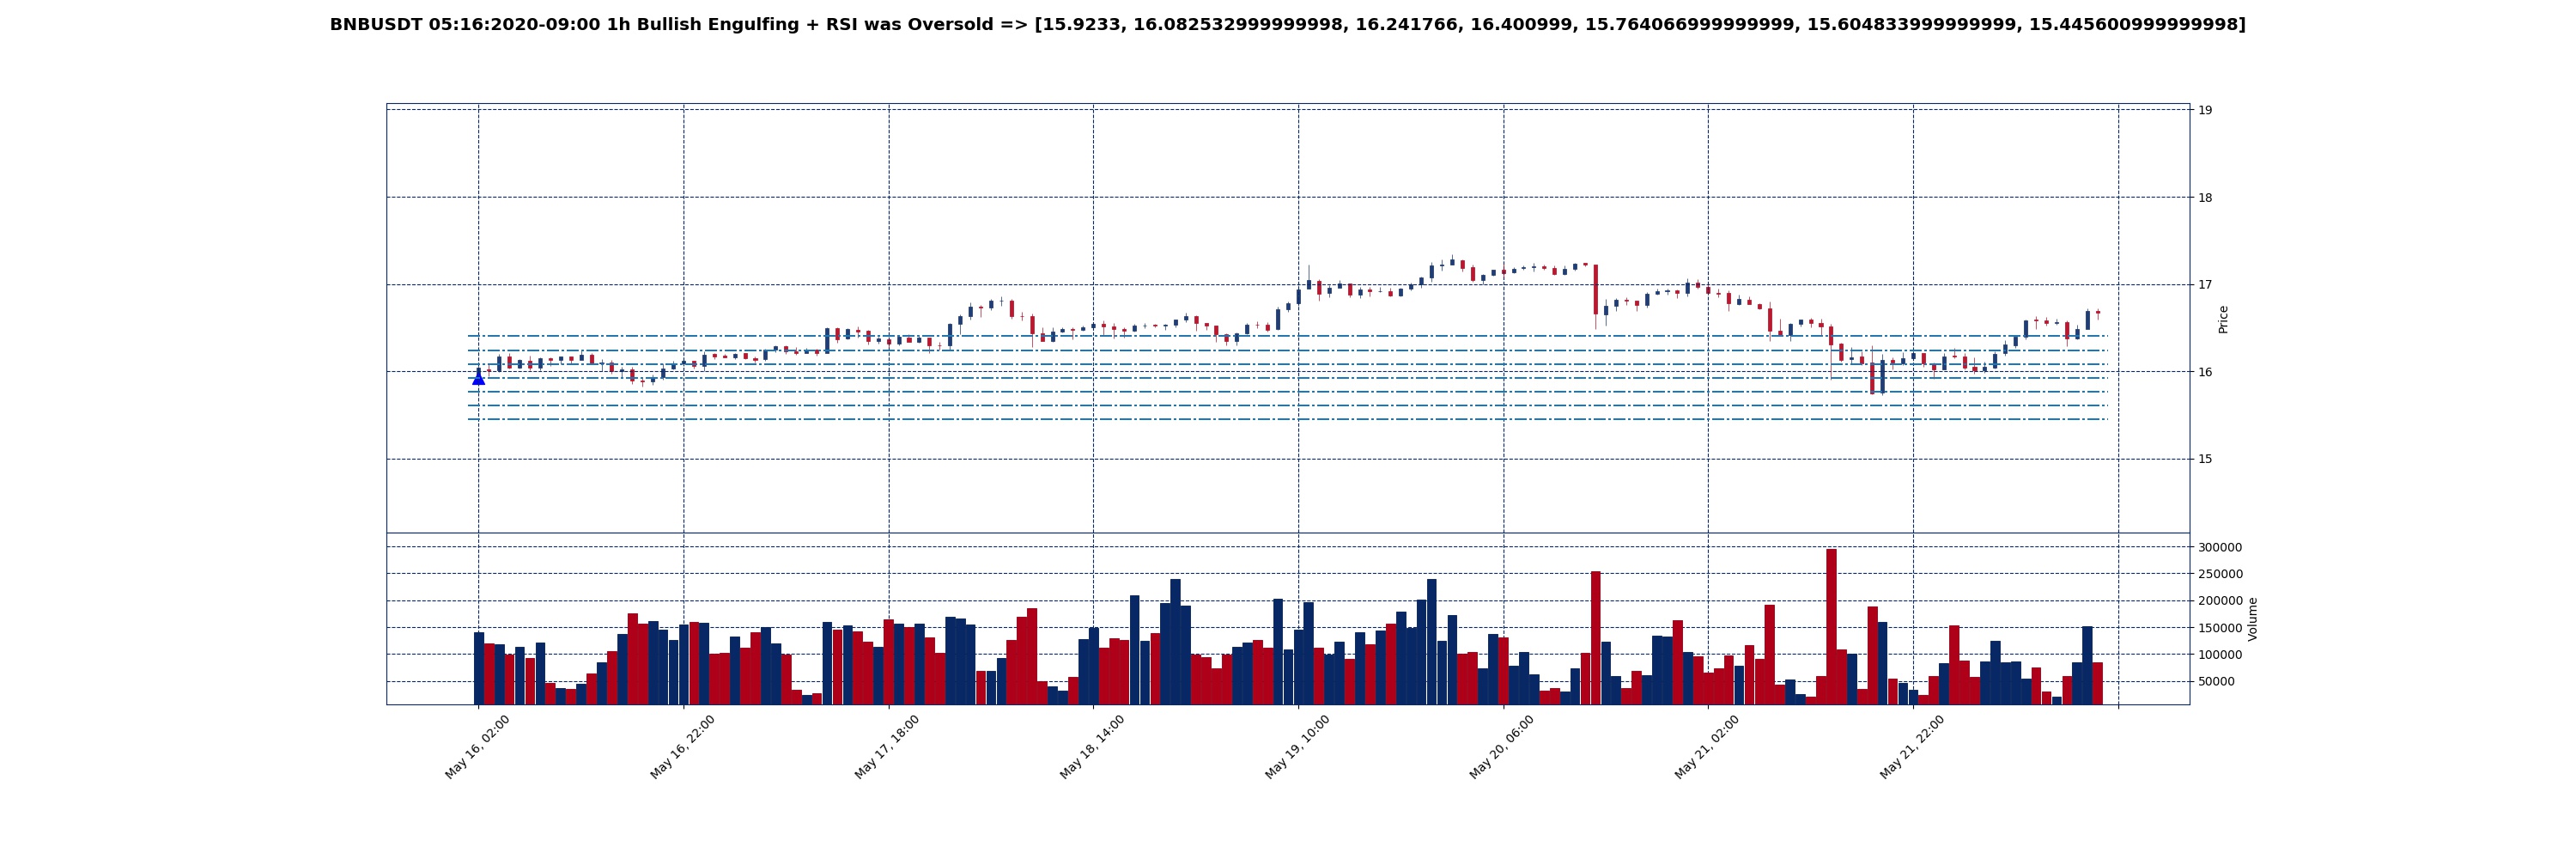 BNBUSDT 05:16:2020-09:00 1h Bullish Engulfing + RSI was Oversold => [15.9233, 16.082532999999998, 16.241766, 16.400999, 15.764066999999999, 15.604833999999999, 15.445600999999998]
19
18
17
16
15
Price
300000
250000
200000
150000
100000
50000
Volume
May 16, 02:00
May 16, 22:00
May 17, 18:00
May 18, 14:00
May 19, 10:00
May 20, 06:00
May 21, 02:00
May 21, 22:00